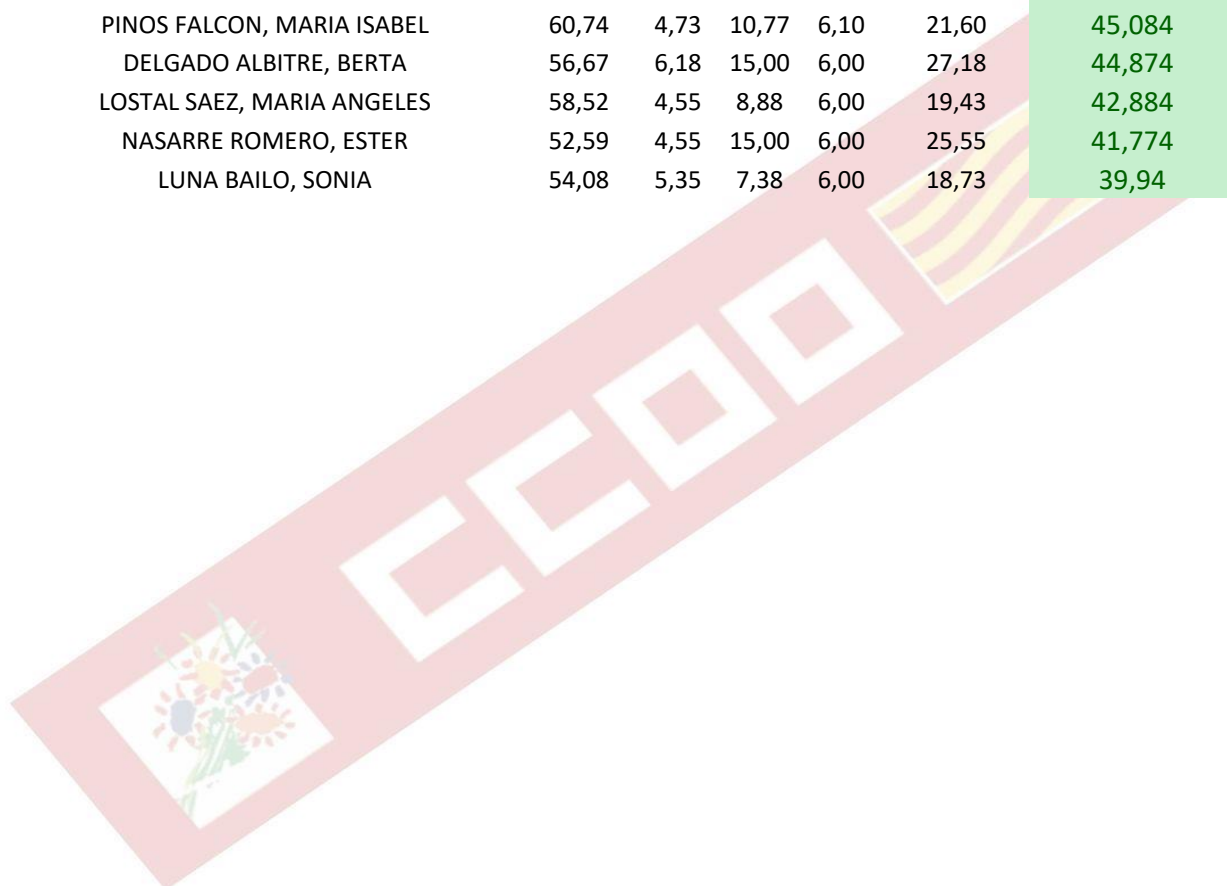 PINOS FALCON, MARIA ISABEL 60,74 4,73 10,77 6,10 21,60 45,084
DELGADO ALBITRE, BERTA 56,67 6,18 15,00 6,00 27,18 44,874
LOSTAL SAEZ, MARIA ANGELES 58,52 4,55 8,88 6,00 19,43 42,884
NASARRE ROMERO, ESTER 52,59 4,55 15,00 6,00 25,55 41,774
LUNA BAILO, SONIA 54,08 5,35 7,38 6,00 18,73 39,94
CCOO